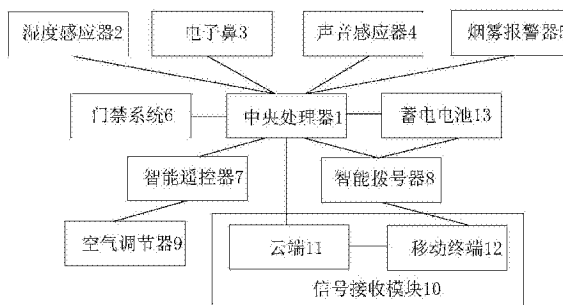 湿度感应器2
电子鼻3
声音感应器4
烟雾报警器5
门禁系统6
中央处理器1
蓄电电池13
智能遥控器7
智能拨号器8
空气调节器9
云端11
移动终端12
信号接收模块10